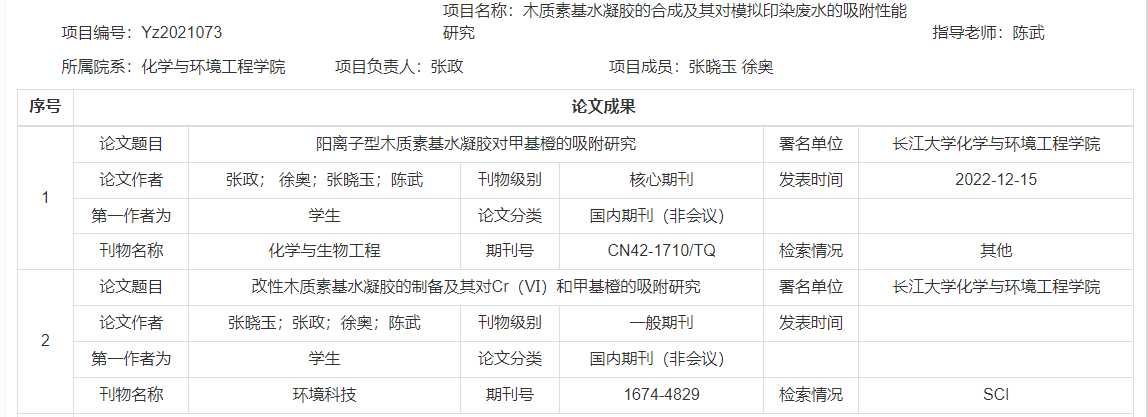 项目编号：Yz2021073 项目名称：木质素基水凝胶的合成及其对模拟印染废水的吸附性能
研究 指导老师：陈武
所属院系：化学与环境工程学院 项目负责人：张政 项目成员：张晓玉 徐奥
序号 论文成果
1
论文题目 阳离子型木质素基水凝胶对甲基橙的吸附研究 署名单位 长江大学化学与环境工程学院
论文作者 张政； 徐奥；张晓玉；陈武 刊物级别 核心期刊 发表时间 2022-12-15
第一作者为 学生 论文分类 国内期刊（非会议）
刊物名称 化学与生物工程 期刊号 CN42-1710/TQ 检索情况 其他
2
论文题目 改性木质素基水凝胶的制备及其对Cr（VI）和甲基橙的吸附研究 署名单位 长江大学化学与环境工程学院
论文作者 张晓玉；张政；徐奥；陈武 刊物级别 一般期刊 发表时间
第一作者为 学生 论文分类 国内期刊（非会议）
刊物名称 环境科技 期刊号 1674-4829 检索情况 SCI